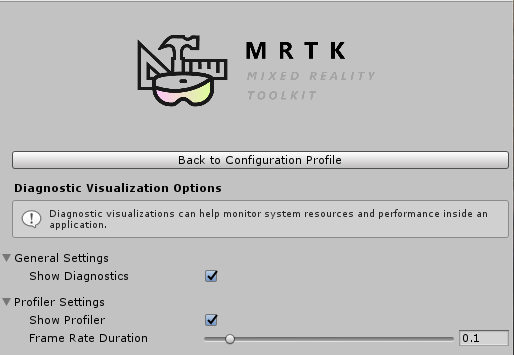 MRTK
MIXED REALITY
TOOLKIT
Back to Configuration Profile
Diagnostic Visualization Options
Diagnostic visualizations can help monitor system resources and performance inside an
application.
General Settings
Show Diagnostics
Profiler Settings
Show Profiler
Frame Rate Duration 0.1